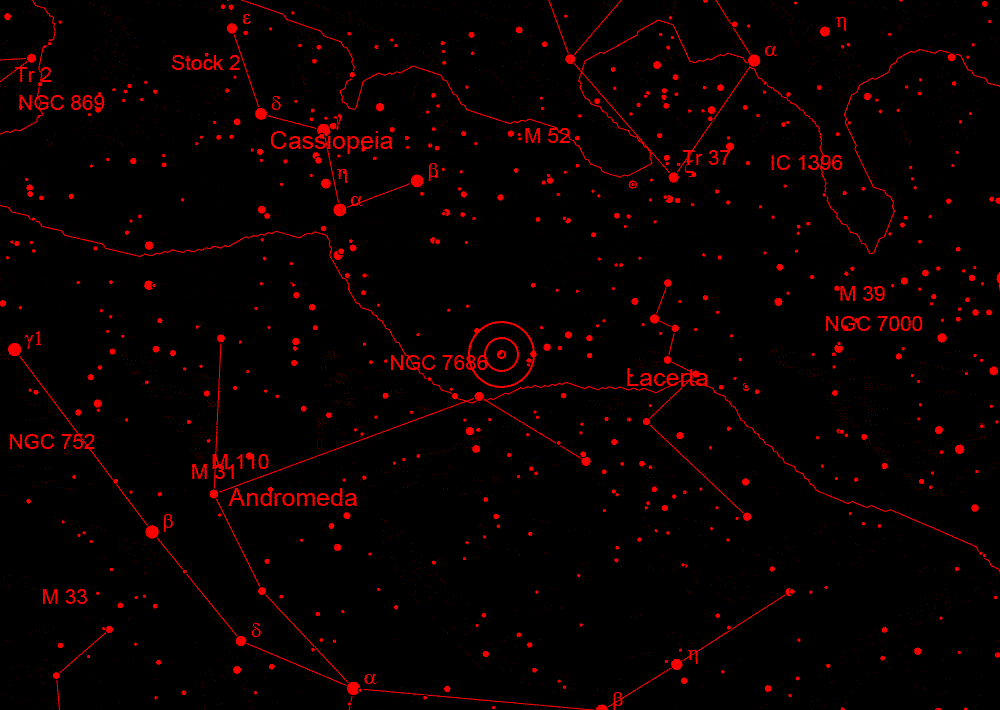 ε
η
α
Stock 2
Tr 2
NGC 869
δ
γ
Cassiopeia
M 52
Tr 37
IC 1396
ζ
η
β
α
M 39
NGC 7000
γ1
NGC 7686
Lacerta
NGC 752
M 110
M 31
Andromeda
β
M 33
δ
η
α
β